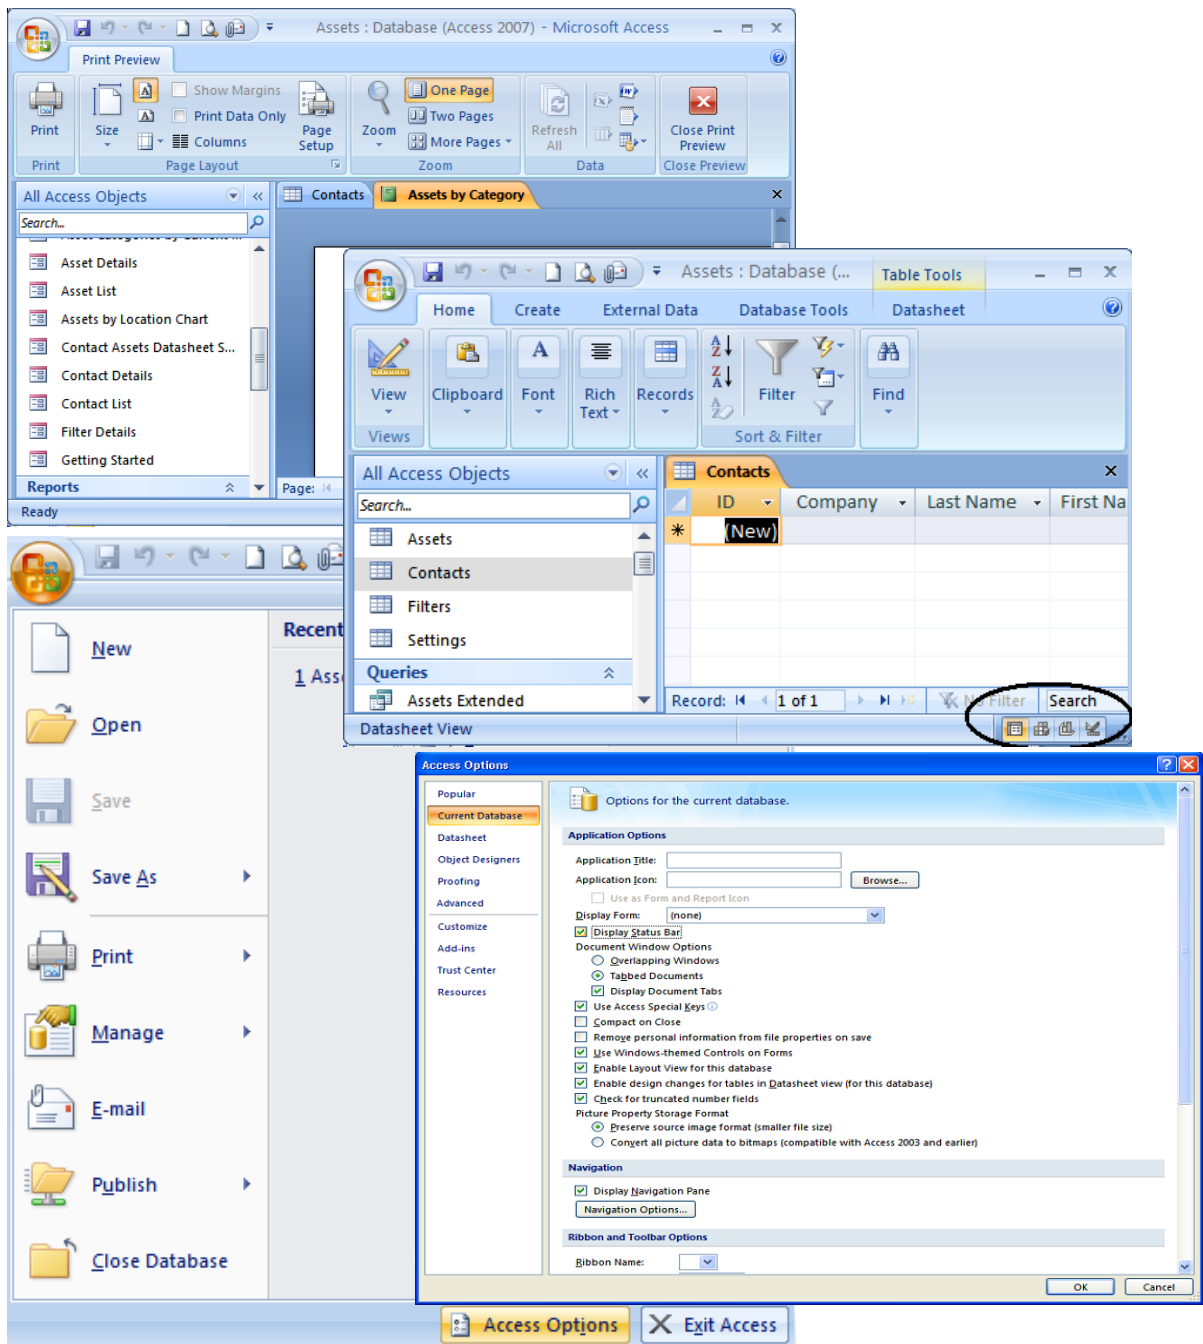 Assets : Database (Access 2007) - Microsoft Access
Print Preview
Show Margins
Print Data Only
Columns
Print
Size
Page Setup
Zoom
One Page
Two Pages
More Pages
Refresh All
Close Print Preview
Print
Page Layout
Zoom
Data
Close Preview
All Access Objects
Contacts
Assets by Category
Search...
Asset Details
Asset List
Assets by Location Chart
Contact Assets Datasheet S...
Contact Details
Contact List
Filter Details
Getting Started
Reports
Page:
Ready
Assets : Database (...
Table Tools
Home
Create
External Data
Database Tools
Datasheet
View
Clipboard
Font
Rich Text
Records
Filter
Find
Views
Sort & Filter
All Access Objects
Contacts
Search...
ID
Company
Last Name
First Na
(New)
Assets
Contacts
Filters
Settings
Queries
Assets Extended
Record:
1 of 1
No Filter
Search
Datasheet View
Recent
1 Asse
New
Open
Save
Save As
Print
Manage
E-mail
Publish
Close Database
Access Options
Exit Access
Access Options
Popular
Current Database
Datasheet
Object Designers
Proofing
Advanced
Customize
Add-ins
Trust Center
Resources
Options for the current database.
Application Options
Application Title:
Application Icon:
Browse...
Use as Form and Report Icon
Display Form:
(none)
Display Status Bar
Document Window Options
Overlapping Windows
Tabbed Documents
Display Document Tabs
Use Access Special Keys
Compact on Close
Remove personal information from file properties on save
Use Windows-themed Controls on Forms
Enable Layout View for this database
Enable design changes for tables in Datasheet view (for this database)
Check for truncated number fields
Picture Property Storage Format
Preserve source image format (smaller file size)
Convert all picture data to bitmaps (compatible with Access 2003 and earlier)
Navigation
Display Navigation Pane
Navigation Options...
Ribbon and Toolbar Options
Ribbon Name:
OK
Cancel